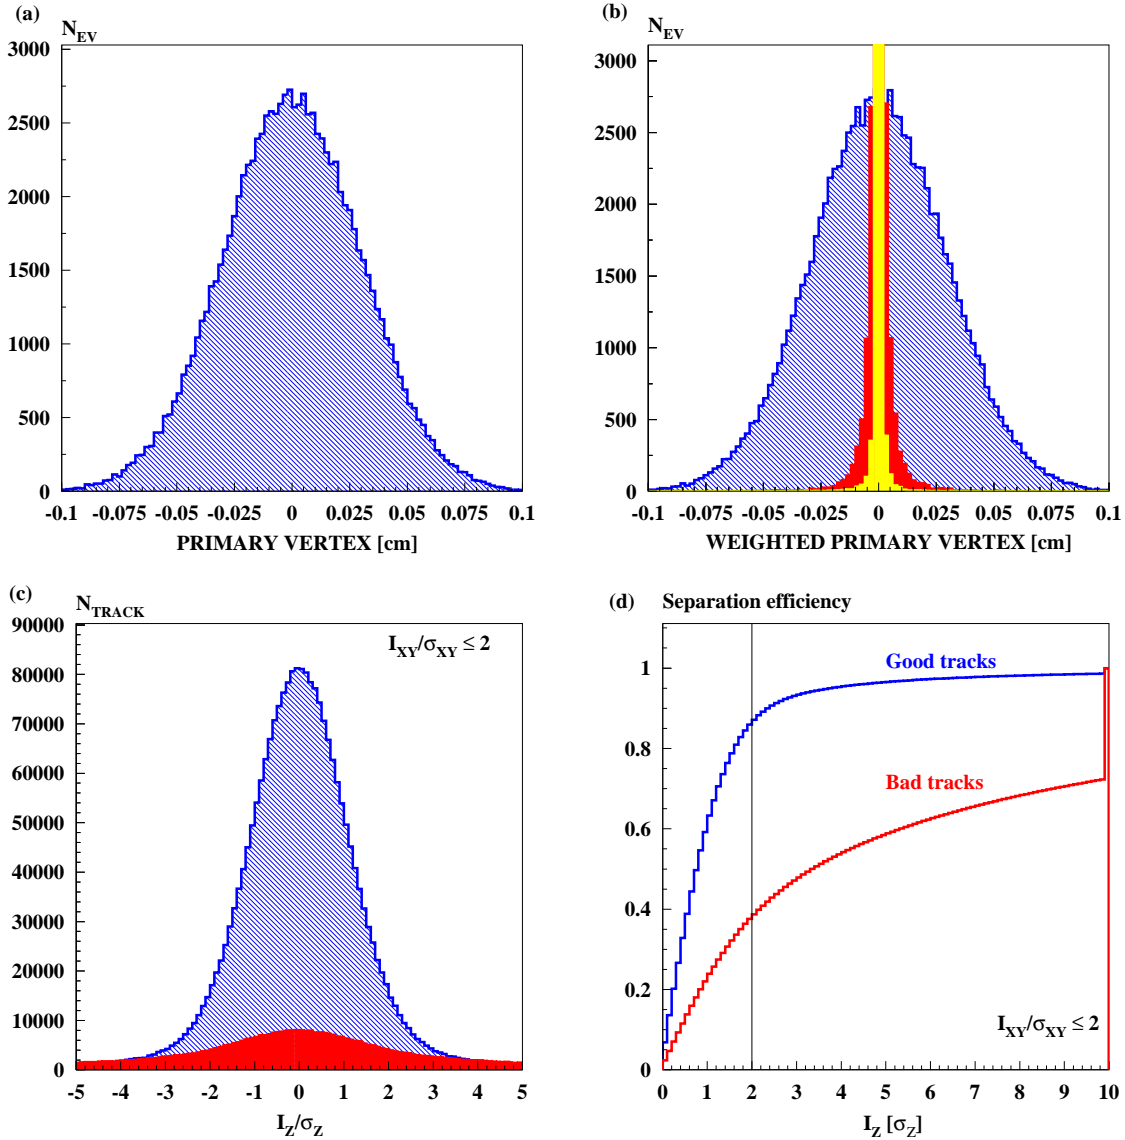 (a)
N_EV
3000
2500
2000
1500
1000
500
0
-0.1 -0.075 -0.05 -0.025 0 0.025 0.05 0.075 0.1
PRIMARY VERTEX [cm]
(b)
N_EV
3000
2500
2000
1500
1000
500
0
-0.1 -0.075 -0.05 -0.025 0 0.025 0.05 0.075 0.1
WEIGHTED PRIMARY VERTEX [cm]
(c)
N_TRACK
I_XY/σ_XY ≤ 2
90000
80000
70000
60000
50000
40000
30000
20000
10000
0
-5 -4 -3 -2 -1 0 1 2 3 4 5
I_Z/σ_Z
(d) Separation efficiency
Good tracks
Bad tracks
I_XY/σ_XY ≤ 2
1
0.8
0.6
0.4
0.2
0
0 1 2 3 4 5 6 7 8 9 10
I_Z [σ_Z]